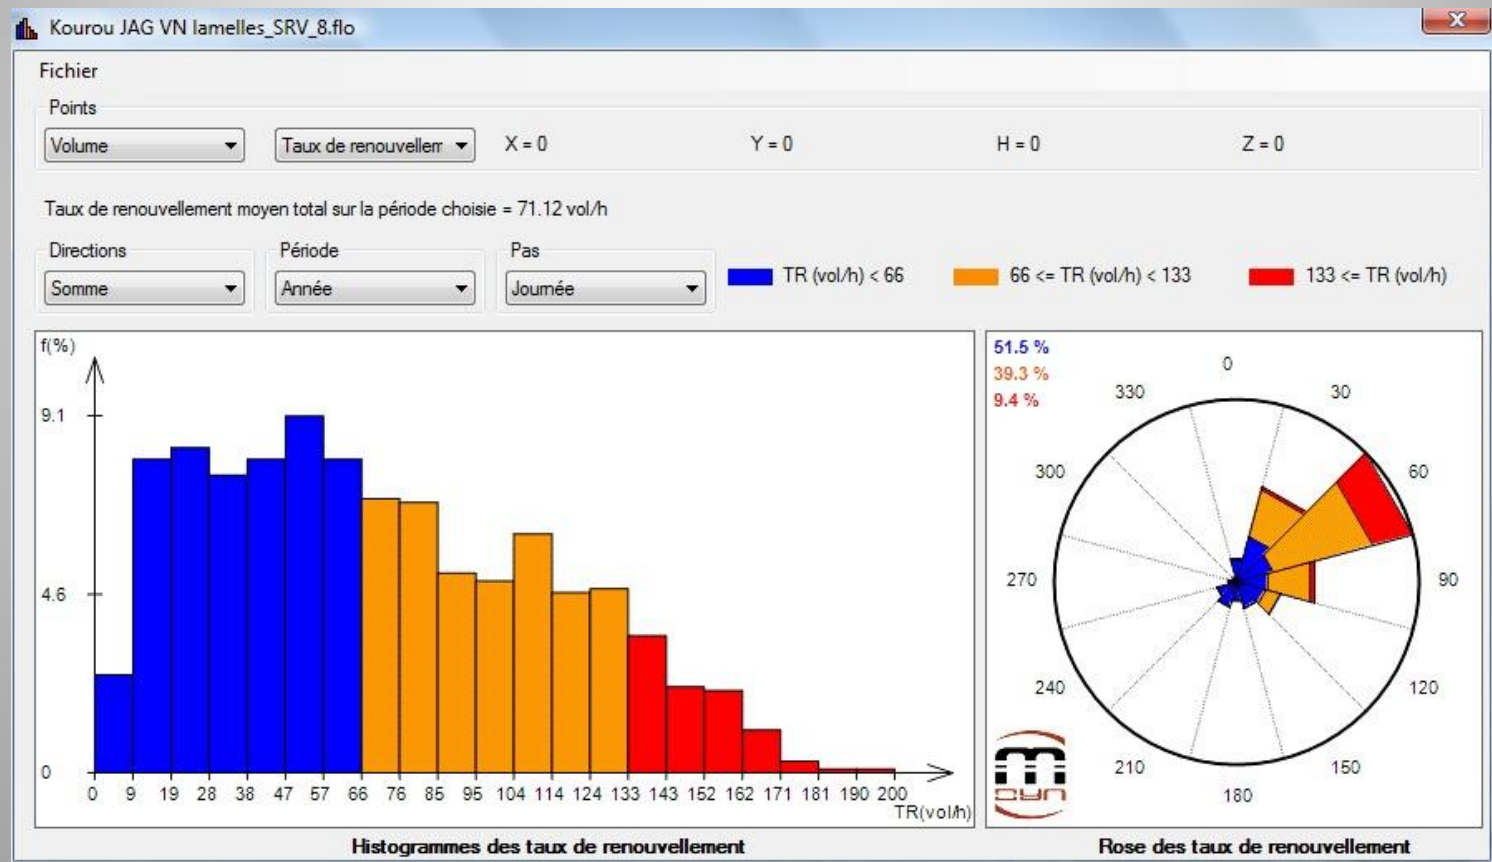 Kourou JAG VN lamelles_SRV_8.flo
X
Fichier
Points
Volume
Taux de renouvellem
X = 0
Y = 0
H = 0
Z = 0
Taux de renouvellement moyen total sur la période choisie = 71.12 vol/h
Directions
Période
Pas
Somme
Année
Journée
TR (vol/h) < 66
66 <= TR (vol/h) < 133
133 <= TR (vol/h)
f(%)
9.1
4.6
0
0 9 19 28 38 47 57 66 76 85 95 104 114 124 133 143 152 162 171 181 190 200
TR(vol/h)
Histogrammes des taux de renouvellement
51.5 %
39.3 %
9.4 %
0
30
60
90
120
150
180
210
240
270
300
330
m
Rose des taux de renouvellement